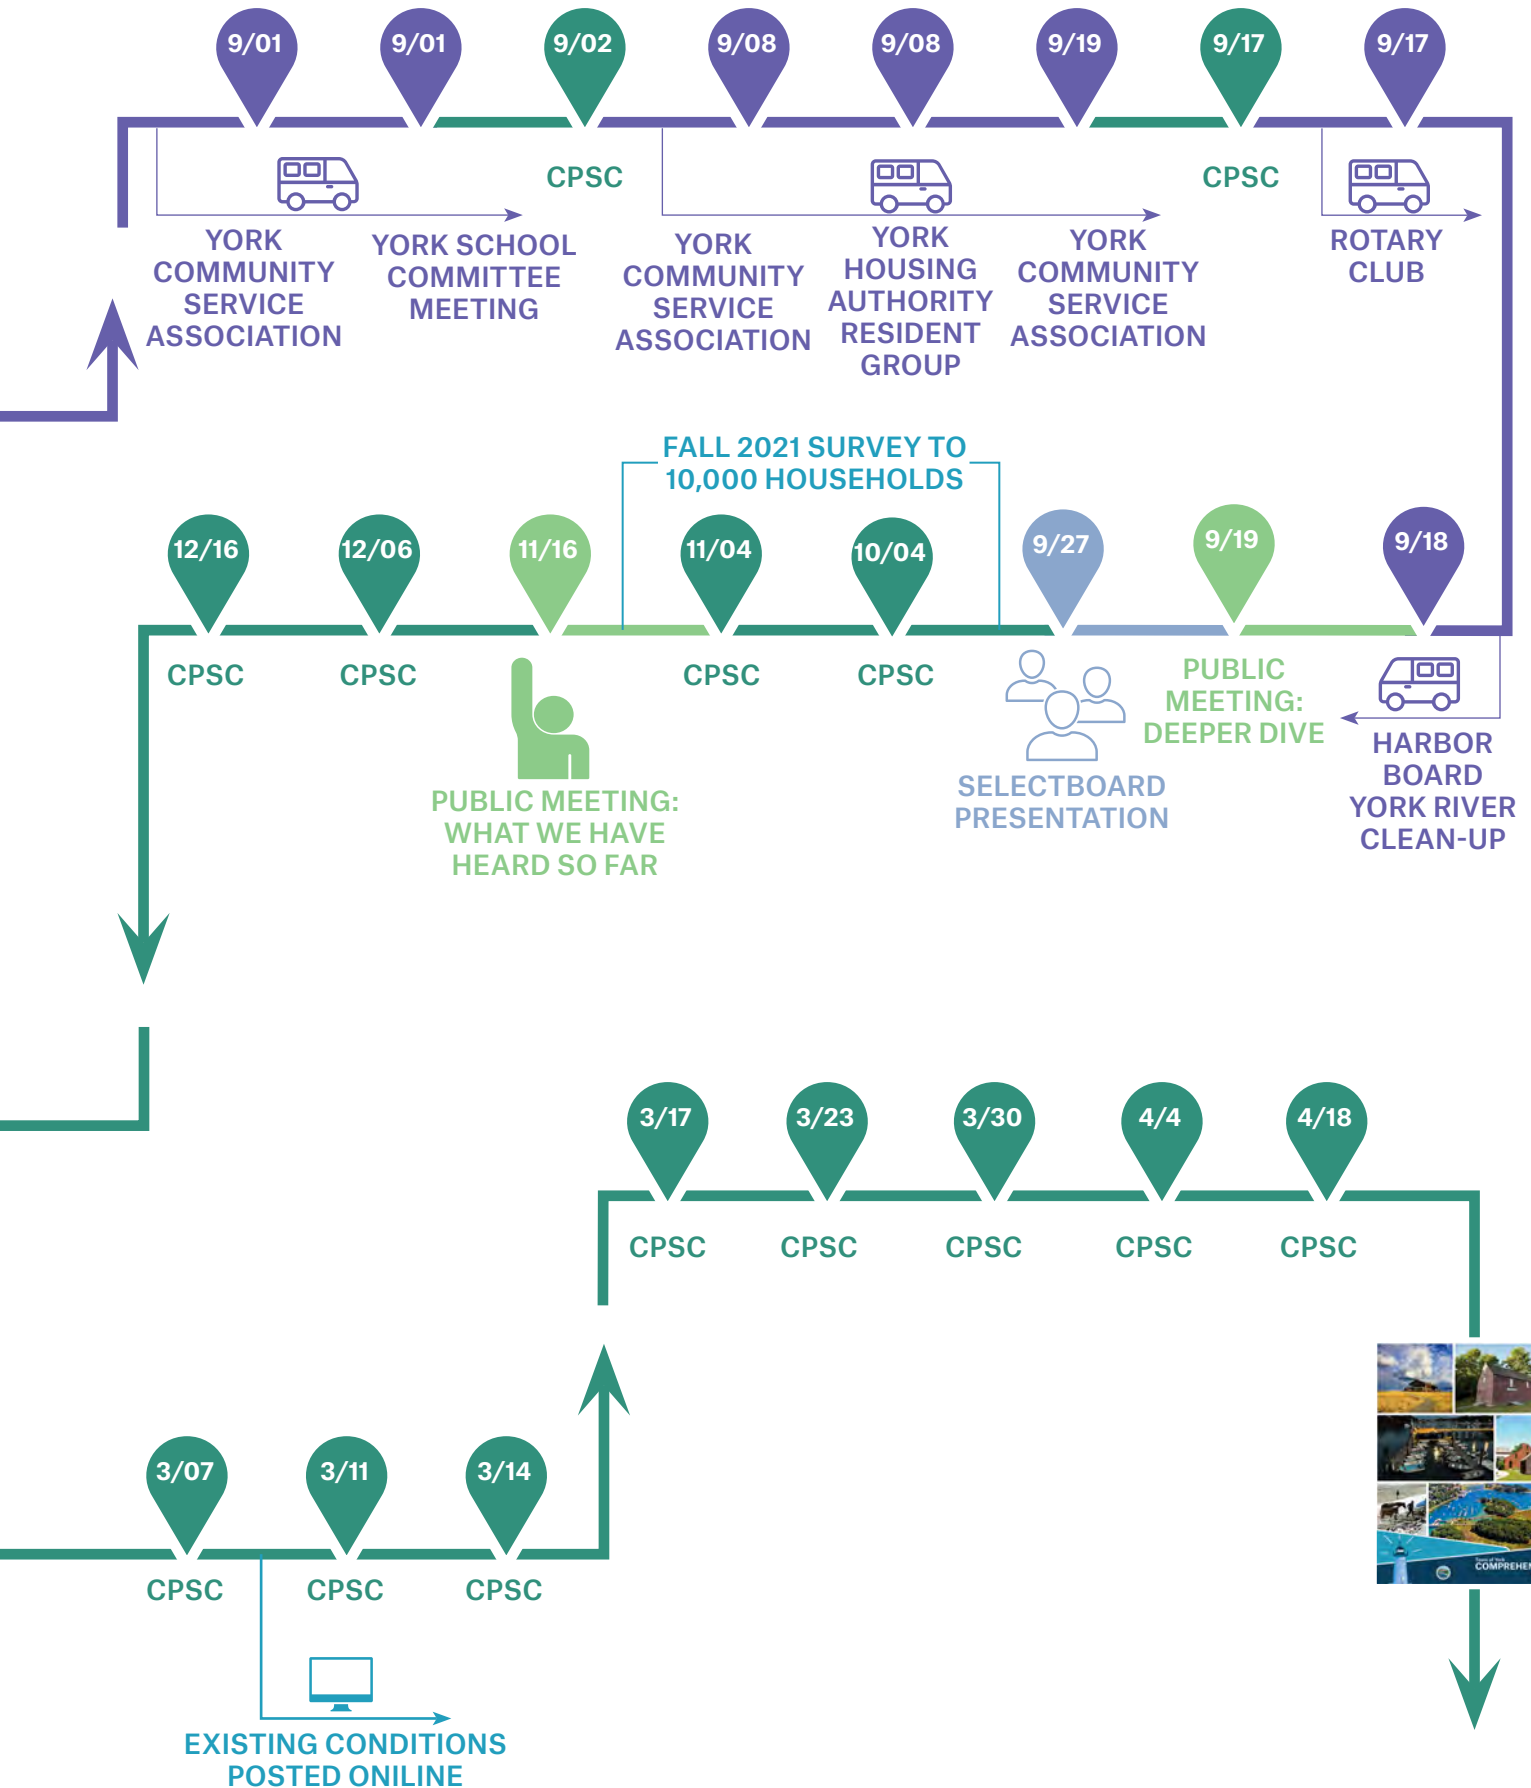 9/01
9/01
9/02
9/08
9/08
9/19
9/17
9/17
CPSC
CPSC
YORK
COMMUNITY
SERVICE
ASSOCIATION
YORK SCHOOL
COMMITTEE
MEETING
YORK
COMMUNITY
SERVICE
ASSOCIATION
YORK
HOUSING
AUTHORITY
RESIDENT
GROUP
YORK
COMMUNITY
SERVICE
ASSOCIATION
ROTARY
CLUB
FALL 2021 SURVEY TO
10,000 HOUSEHOLDS
12/16
12/06
11/16
11/04
10/04
9/27
9/19
9/18
CPSC
CPSC
PUBLIC MEETING:
WHAT WE HAVE
HEARD SO FAR
CPSC
CPSC
SELECTBOARD
PRESENTATION
PUBLIC
MEETING:
DEEPER DIVE
HARBOR
BOARD
YORK RIVER
CLEAN-UP
3/17
3/23
3/30
4/4
4/18
CPSC
CPSC
CPSC
CPSC
CPSC
Town of York
COMPREHEN
3/07
3/11
3/14
CPSC
CPSC
CPSC
EXISTING CONDITIONS
POSTED ONILINE